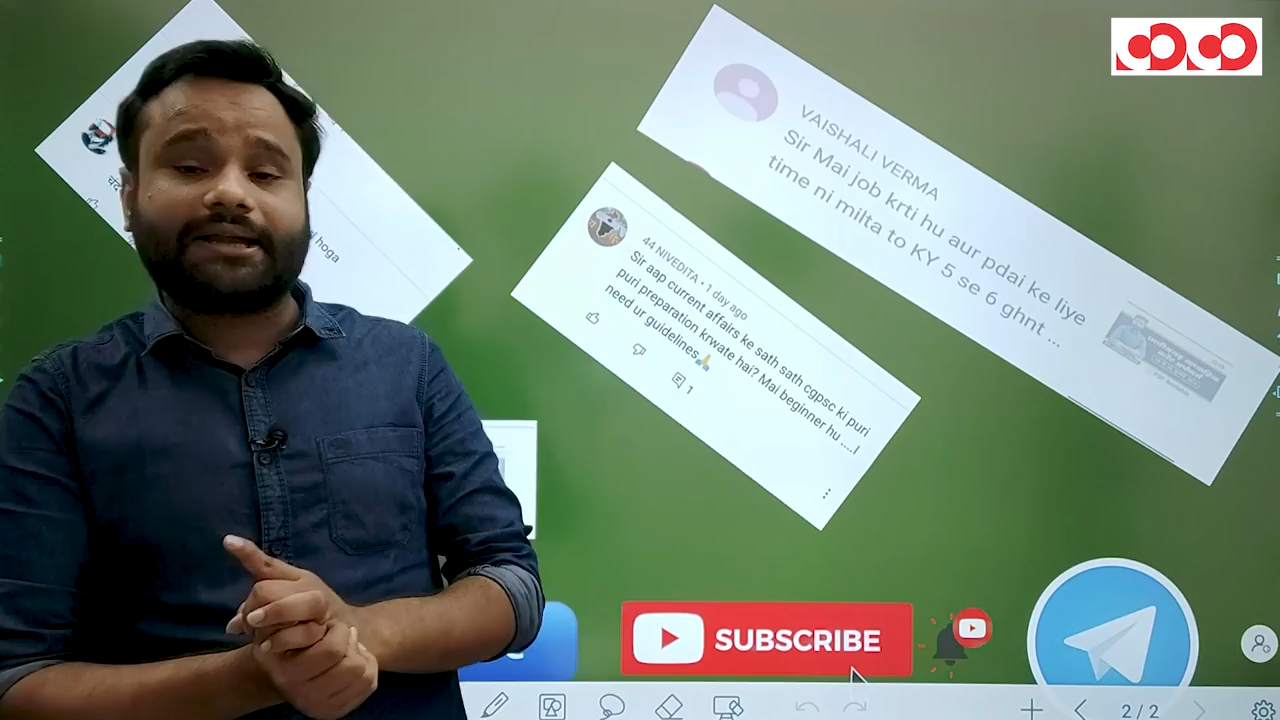 hoga
VAISHALI VERMA
Sir Mai job krti hu aur pdai ke liye
time ni milta to KY 5 se 6 ghnt ...
44 NIVEDITA • 1 day ago
Sir aap current affairs ke sath sath cgpsc ki puri
puri preparation krwate hai? Mai beginner hu ....I
need ur guidelines🙏
1
SUBSCRIBE
2 / 2